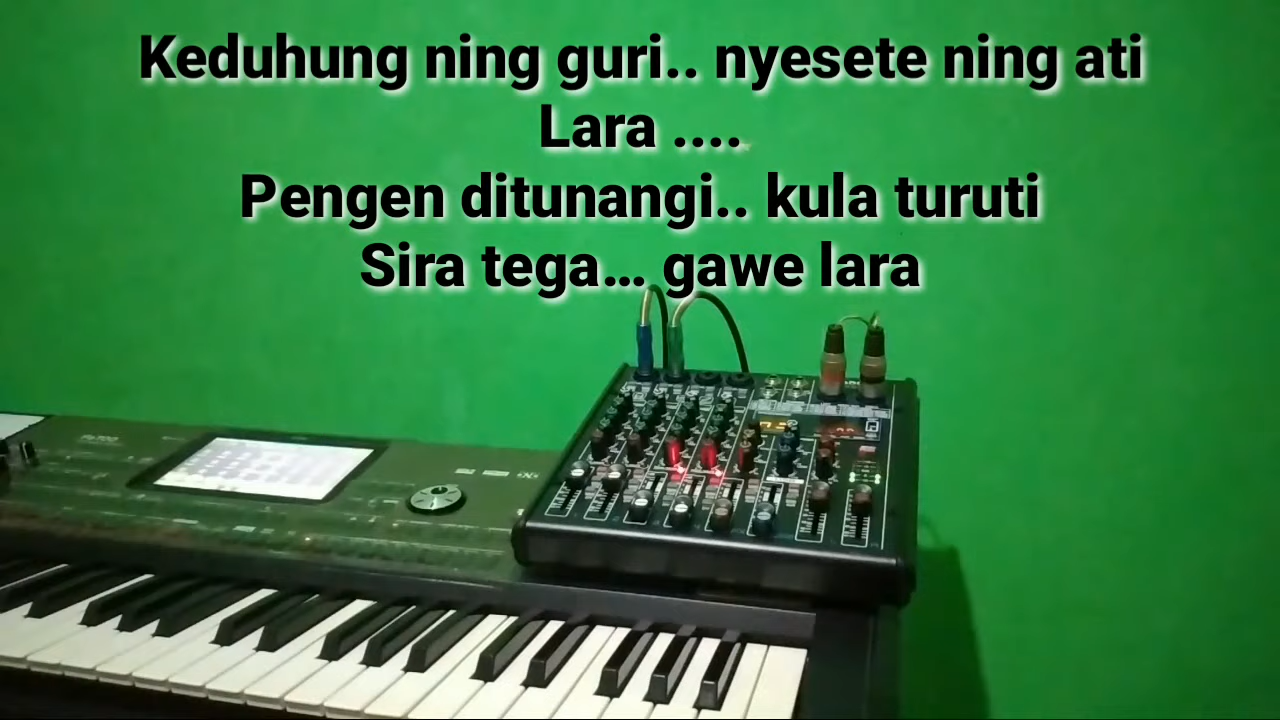 Keduhung ning guri.. nyesete ning ati
Lara ....
Pengen ditunangi.. kula turuti
Sira tega... gawe lara